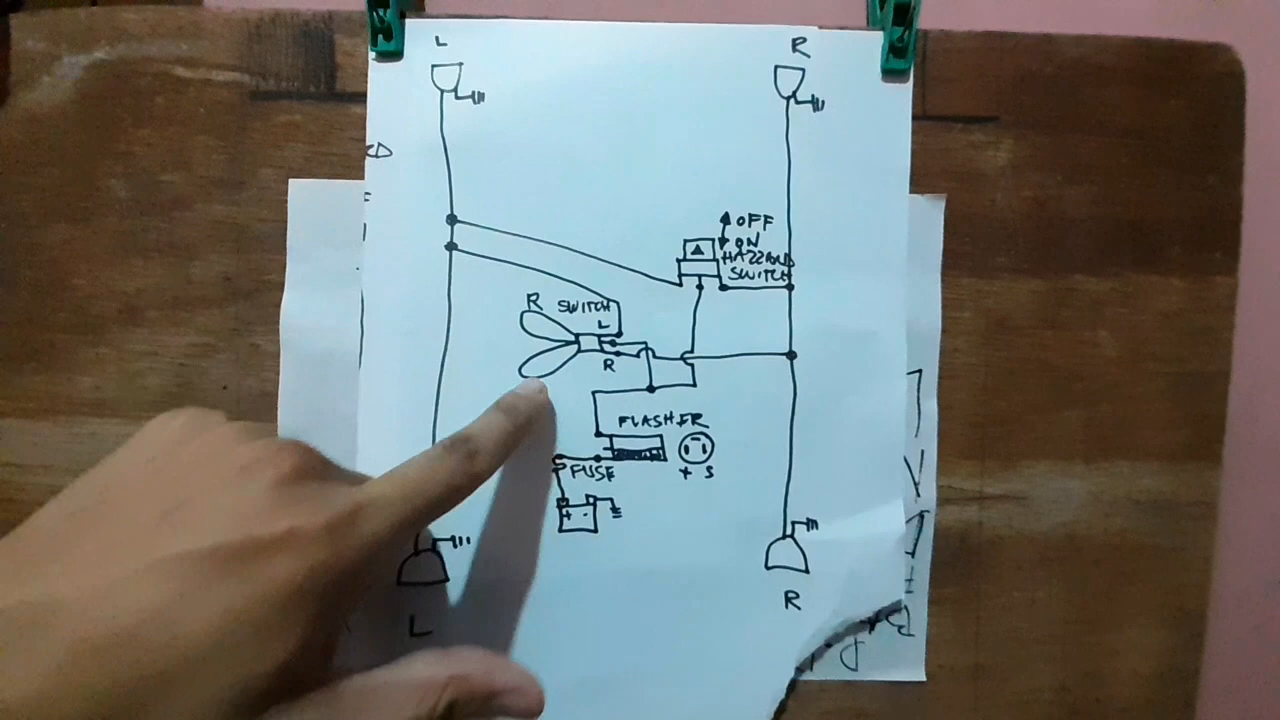 L
R
OFF
ON
HAZZARD
SWITCH
R
SWITCH
L
R
FLASHER
FUSE
+ S
+ -
L
R